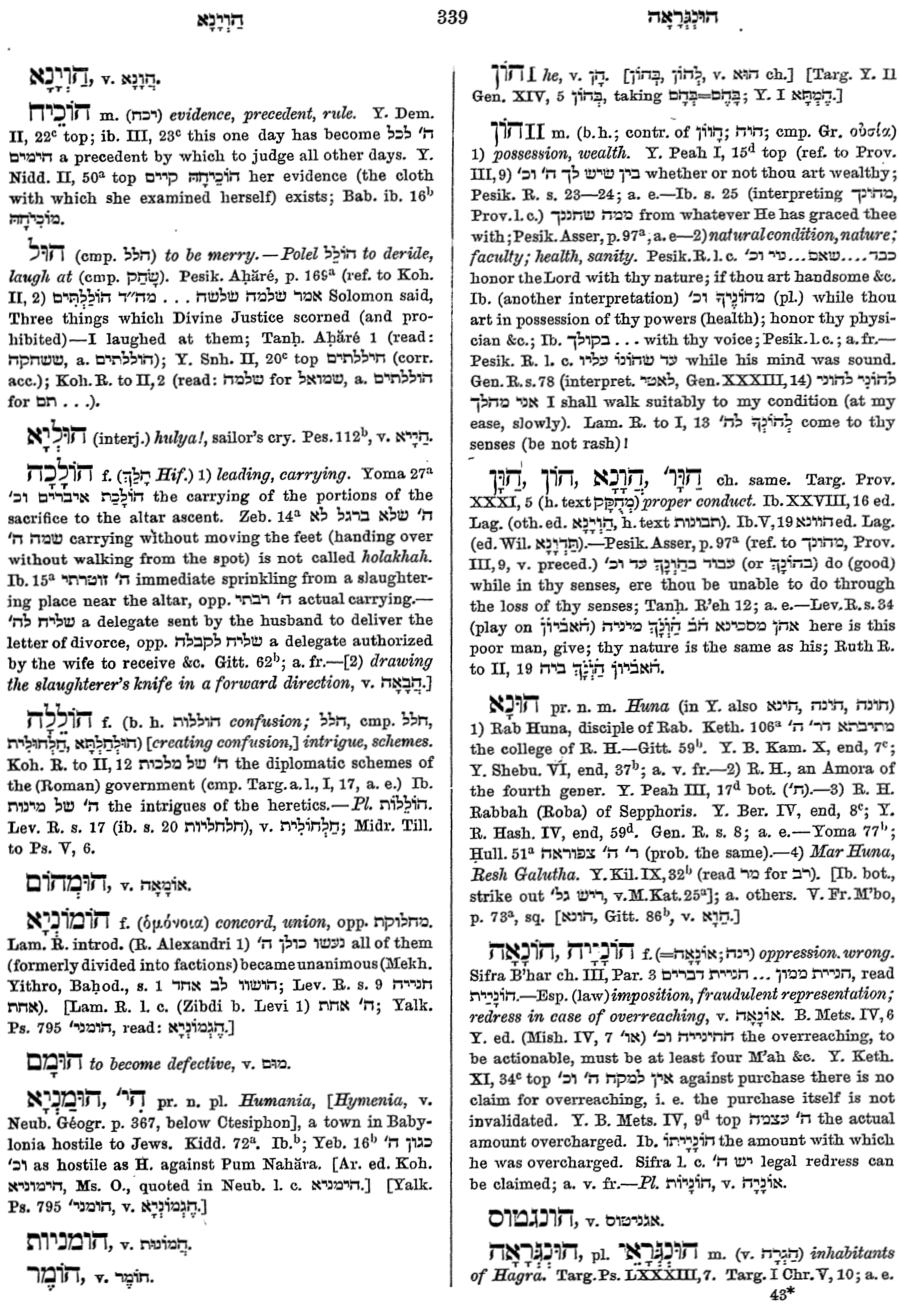 הַוְיָנָא 339 הוּנְגְּרָאָה
הַוְיָנָא, v. הֲוָנָא.
הוֹכִיחַ m. (יכח) evidence, precedent, rule. Y. Dem.
II, 22ᶜ top; ib. III, 23ᶜ this one day has become ה׳ לכל
הימים a precedent by which to judge all other days. Y.
Nidd. II, 50ᵃ top הוֹכִיחָהּ קיים her evidence (the cloth
with which she examined herself) exists; Bab. ib. 16ᵇ
מוֹכִיחָהּ.
הוּל (cmp. חלל) to be merry.—Polel הוֹלֵל to deride,
laugh at (cmp. שָׂחַק). Pesik. Aḥăré, p. 169ᵃ (ref. to Koh.
II, 2) אמר שלמה שלשה . . . מה״ד הוֹלַלְתִּים Solomon said,
Three things which Divine Justice scorned (and pro-
hibited)—I laughed at them; Tanḥ. Aḥăré 1 (read:
ששחקה, a. הוללתים); Y. Snh. II, 20ᶜ top חיללתים (corr.
acc.); Koh. R. to II, 2 (read: שלמה for שמואל, a. הוללתים
for תם . . .).
הוּלְיָא (interj.) hulya!, sailor's cry. Pes. 112ᵇ, v. הַיָּיא.
הוֹלָכָה f. (הָלַךְ Hif.) 1) leading, carrying. Yoma 27ᵃ
הוֹלָכַת איברים וכ׳ the carrying of the portions of the
sacrifice to the altar ascent. Zeb. 14ᵃ ה׳ שלא ברגל לא
שמה ה׳ carrying without moving the feet (handing over
without walking from the spot) is not called holakhah.
Ib. 15ᵃ ה׳ זוטרתי immediate sprinkling from a slaughter-
ing place near the altar, opp. ה׳ רבתי actual carrying.—
שליח לה׳ a delegate sent by the husband to deliver the
letter of divorce, opp. שליח לקבלה a delegate authorized
by the wife to receive &c. Gitt. 62ᵇ; a. fr.—[2) drawing
the slaughterer's knife in a forward direction, v. הֲבָאָה.]
הוֹלֵלָה f. (b. h. הוללות confusion; חלל, cmp. חלל,
חַלְחוּלִית, הוּלְחַלְתָּא) [creating confusion,] intrigue, schemes.
Koh. R. to II, 12 ה׳ של מלכות the diplomatic schemes of
the (Roman) government (cmp. Targ. a. l., I, 17, a. e.) Ib.
ה׳ של מינות the intrigues of the heretics.—Pl. הוֹלֵלוֹת.
Lev. R. s. 17 (ib. s. 20 חלחליות), v. חַלְחוֹלִית; Midr. Till.
to Ps. V, 6.
הוּמְהוֹם, v. אוּמָאָה.
הוֹמוֹנְיָא f. (ὁμόνοια) concord, union, opp. מחלוקת.
Lam. R. introd. (R. Alexandri 1) נעשו כולן ה׳ all of them
(formerly divided into factions) became unanimous (Mekh.
Yithro, Baḥod., s. 1 הושוו לב אחד; Lev. R. s. 9 חנייה
אחת). [Lam. R. l. c. (Zibdi b. Levi 1) ה׳ אחת; Yalk.
Ps. 795 הומני׳, read: הֶגְמוֹנְיָא.]
הוּמַם to become defective, v. מום.
הוּמַנְיָא, הֻי׳ pr. n. pl. Humania, [Hymenia, v.
Neub. Géogr. p. 367, below Ctesiphon], a town in Baby-
lonia hostile to Jews. Kidd. 72ᵃ. Ib.ᵇ; Yeb. 16ᵇ כגון ה׳
וכ׳ as hostile as H. against Pum Nahăra. [Ar. ed. Koh.
הימוניא, Ms. O., quoted in Neub. l. c. הימניא.] [Yalk.
Ps. 795 הומני׳, v. הֶגְמוֹנְיָא.]
הומניות, v. הֲמוֹנוּת.
הוֹמֶר, v. חוֹמֶר.
הוֹן I he, v. הֶן. [לְהוֹן, בְּהוֹן, v. הוא ch.] [Targ. Y. II
Gen. XIV, 5 בְּהוֹן, taking בְּהָם=בָּהֶם; Y. I הֶמְתָּא.]
הוֹן II m. (b. h.; contr. of הָווֹן; היה; cmp. Gr. οὐσία)
1) possession, wealth. Y. Peah I, 15ᵈ top (ref. to Prov.
III, 9) בין שיש לך ה׳ וכ׳ whether or not thou art wealthy;
Pesik. R. s. 23—24; a. e.—Ib. s. 25 (interpreting מהונך,
Prov. l. c.) ממה שחננך from whatever He has graced thee
with; Pesik. Asser, p. 97ᵃ; a. e—2) natural condition, nature;
faculty; health, sanity. Pesik. R. l. c. כבד....שאם...טי וכ׳
honor the Lord with thy nature; if thou art handsome &c.
Ib. (another interpretation) מהוֹנֶיךָ וכ׳ (pl.) while thou
art in possession of thy powers (health); honor thy physi-
cian &c.; Ib. בקולך . . . with thy voice; Pesik. l. c.; a. fr.—
Pesik. R. l. c. עד שהוֹנוֹ עליו while his mind was sound.
Gen. R. s. 78 (interpret. לאטי, Gen. XXXIII, 14) להוֹנִי להוני
אני מהלך I shall walk suitably to my condition (at my
ease, slowly). Lam. R. to I, 13 לְהוֹנְךָ לה׳ come to thy
senses (be not rash)!
הַוָּן, הוֹן, הַוָּנָא, הַוּי׳ ch. same. Targ. Prov.
XXXI, 5 (h. text מְחֻקָּק) proper conduct. Ib. XXVIII, 16 ed.
Lag. (oth. ed. הַוְיָנָא, h. text תבונות). Ib. V, 19 הוונא ed. Lag.
(ed. Wil. תַּדְוָנָא).—Pesik. Asser, p. 97ᵃ (ref. to מהונך, Prov.
III, 9, v. preced.) עבוד בהַוְנָךְ עד וכ׳ (or בהוֹנָךְ) do (good)
while in thy senses, ere thou be unable to do through
the loss of thy senses; Tanḥ. R'eh 12; a. e.—Lev. R. s. 34
(play on האביון) אהן מסכינא הב הַוְנָךְ מיניה here is this
poor man, give; thy nature is the same as his; Ruth R.
to II, 19 האביון הַוְנָךְ ביה.
הוּנָא pr. n. m. Huna (in Y. also חונה, הונה, חינא)
1) Rab Huna, disciple of Rab. Keth. 106ᵃ מתיבתא דר׳ ה׳
the college of R. H.—Gitt. 59ᵇ. Y. B. Kam. X, end, 7ᶜ;
Y. Shebu. VI, end, 37ᵇ; a. v. fr.—2) R. H., an Amora of
the fourth gener. Y. Peah III, 17ᵈ bot. (ה׳).—3) R. H.
Rabbah (Roba) of Sepphoris. Y. Ber. IV, end, 8ᶜ; Y.
R. Hash. IV, end, 59ᵈ. Gen. R. s. 8; a. e.—Yoma 77ᵇ;
Ḥull. 51ᵃ ר׳ ה׳ צפוראה (prob. the same).—4) Mar Huna,
Resh Galutha. Y. Kil. IX, 32ᵇ (read מר for רב). [Ib. bot.,
strike out ריש גל׳, v. M. Kat. 25ᵃ]; a. others. V. Fr. M'bo,
p. 73ᵃ, sq. [הונא, Gitt. 86ᵇ, v. הֲוָא.]
הוֹנָיָיה, הוֹנָאָה f. (=אוֹנָאָה; ינה) oppression, wrong.
Sifra B'har ch. III, Par. 3 הניית ממון ... הניית דברים, read
הוֹנָיַית.—Esp. (law) imposition, fraudulent representation;
redress in case of overreaching, v. אוֹנָאָה. B. Mets. IV, 6
Y. ed. (Mish. IV, 7 או׳) ההינייה וכ׳ the overreaching, to
be actionable, must be at least four M'ah &c. Y. Keth.
XI, 34ᶜ top אין למקח ה׳ וכ׳ against purchase there is no
claim for overreaching, i. e. the purchase itself is not
invalidated. Y. B. Mets. IV, 9ᵈ top ה׳ עצמה the actual
amount overcharged. Ib. הוֹנָיָיתוֹ the amount with which
he was overcharged. Sifra l. c. יש ה׳ legal redress can
be claimed; a. v. fr.—Pl. הוֹנָיוֹת, v. אוֹנָיָה.
הונגטוס, v. אגניטוס.
הוּנְגְּרָאָה, pl. הוּנְגְּרָאֵי m. (v. הַגְרָה) inhabitants
of Hagra. Targ. Ps. LXXXIII, 7. Targ. I Chr. V, 10; a. e.
43*